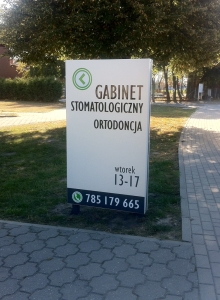 GABINET
STOMATOLOGICZNY
ORTODONCJA
wtorek
13-17
785 179 665